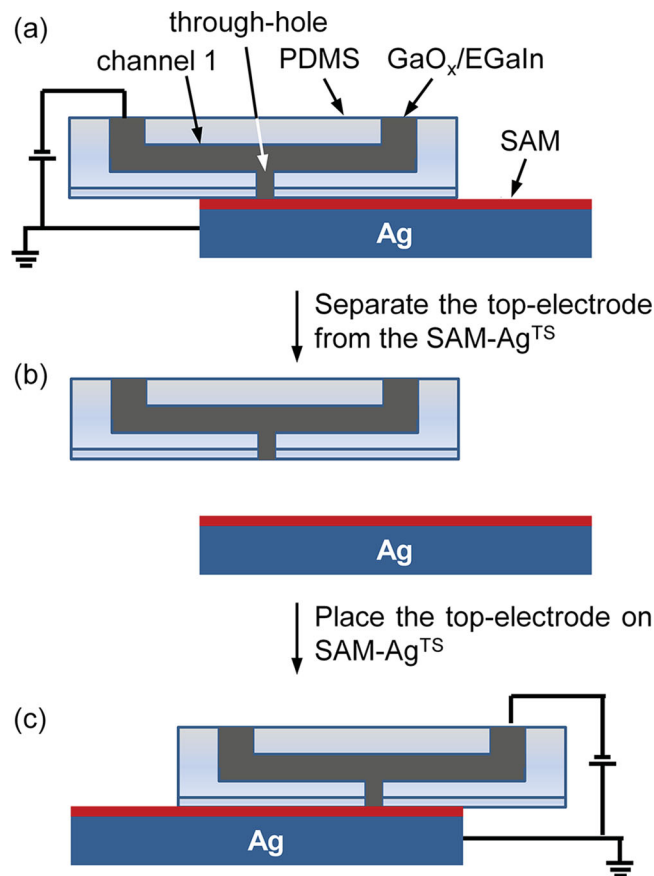 (a)
through-hole
channel 1
PDMS
GaOₓ/EGaIn
SAM
Ag
Separate the top-electrode
from the SAM-Agᵀˢ
(b)
Ag
Place the top-electrode on
SAM-Agᵀˢ
(c)
Ag